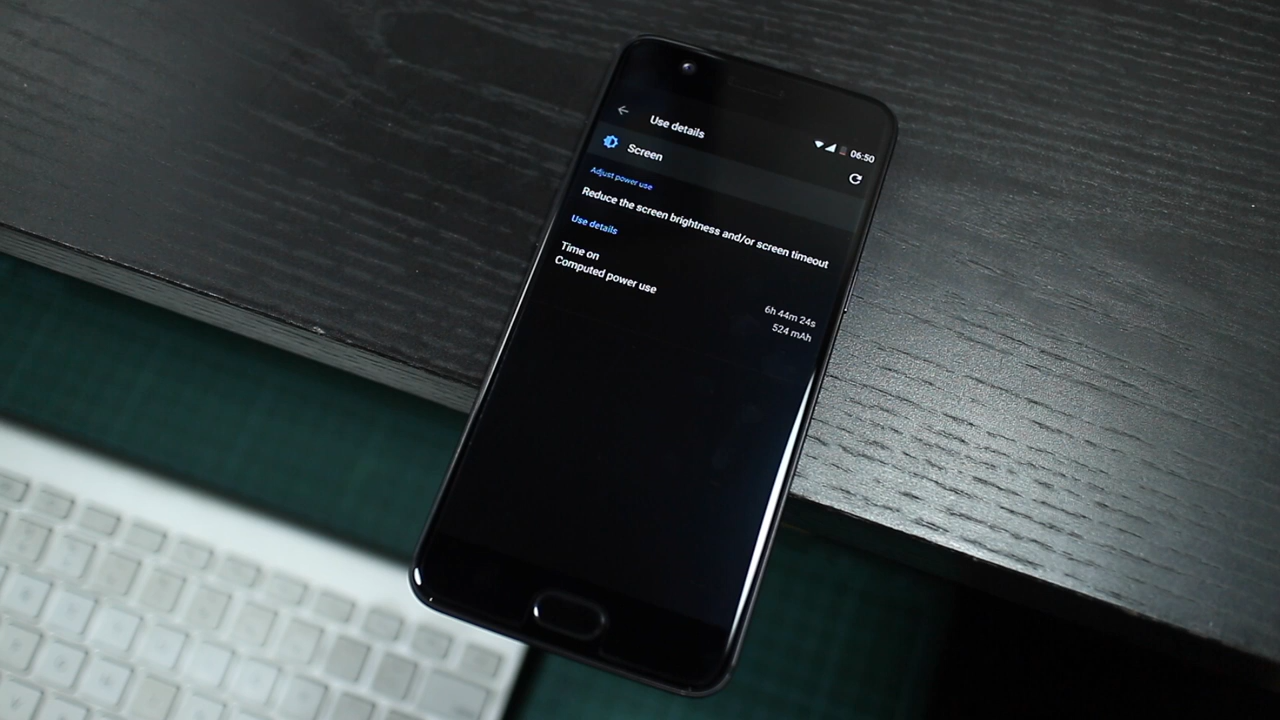 06:50
Use details
Screen
Adjust power use
Reduce the screen brightness and/or screen timeout
Use details
Time on
6h 44m 24s
Computed power use
524 mAh